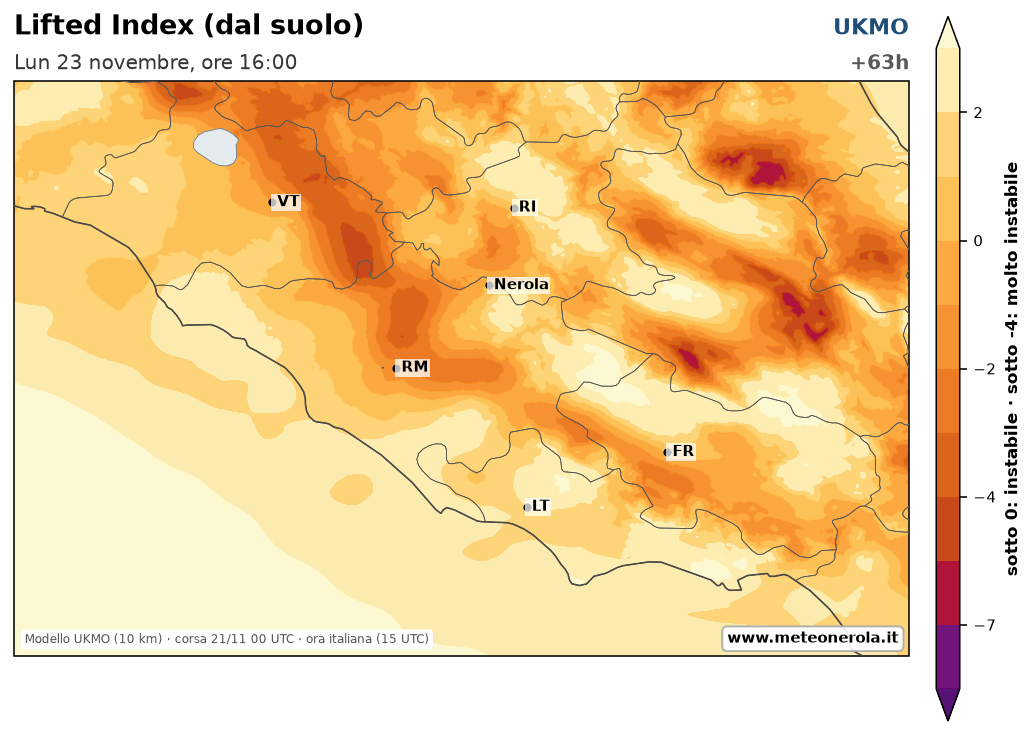 Lifted Index (dal suolo)
UKMO
Lun 23 novembre, ore 16:00
+63h
VT
RI
Nerola
RM
FR
LT
Modello UKMO (10 km) · corsa 21/11 00 UTC · ora italiana (15 UTC)
www.meteonerola.it
2
0
−2
−4
−7
sotto 0: instabile · sotto -4: molto instabile